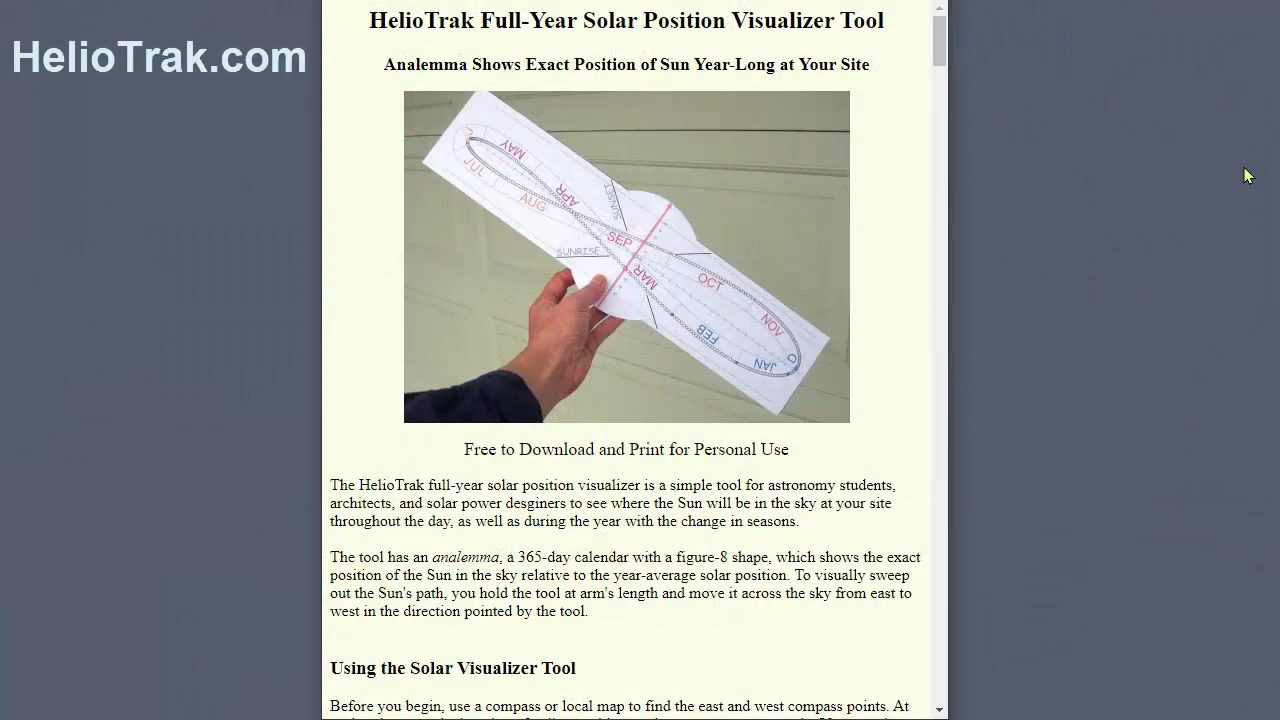 HelioTrak Full-Year Solar Position Visualizer Tool
HelioTrak.com
Analemma Shows Exact Position of Sun Year-Long at Your Site
MAY
JUL
APR
AUG
SUNSET
SEP
SUNRISE
MAR
OCT
NOV
FEB
JAN
D
Free to Download and Print for Personal Use
The HelioTrak full-year solar position visualizer is a simple tool for astronomy students,
architects, and solar power desginers to see where the Sun will be in the sky at your site
throughout the day, as well as during the year with the change in seasons.
The tool has an analemma, a 365-day calendar with a figure-8 shape, which shows the exact
position of the Sun in the sky relative to the year-average solar position. To visually sweep
out the Sun's path, you hold the tool at arm's length and move it across the sky from east to
west in the direction pointed by the tool.
Using the Solar Visualizer Tool
Before you begin, use a compass or local map to find the east and west compass points. At